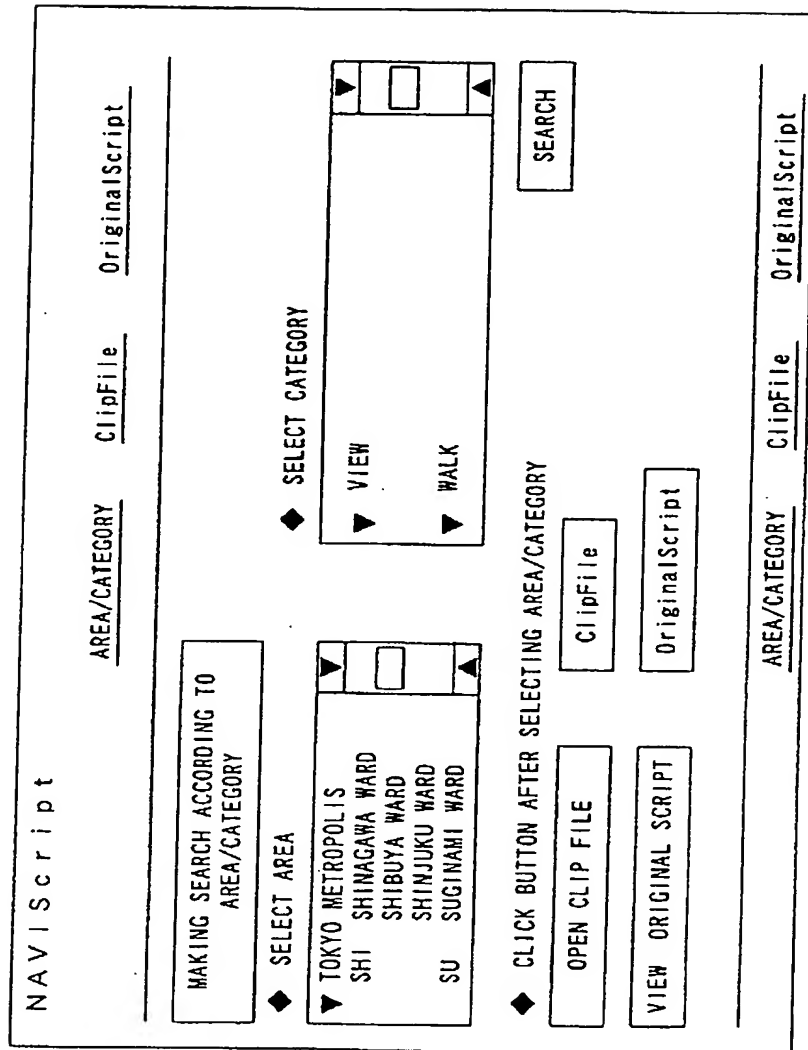 NAVIScript
AREA/CATEGORY ClipFile OriginalScript
MAKING SEARCH ACCORDING TO
AREA/CATEGORY
◆ SELECT AREA
▼ TOKYO METROPOLIS
SHI SHINAGAWA WARD
SHIBUYA WARD
SHINJUKU WARD
SU SUGINAMI WARD
◆ SELECT CATEGORY
▼ VIEW
▼ WALK
◆ CLICK BUTTON AFTER SELECTING AREA/CATEGORY
SEARCH
OPEN CLIP FILE
ClipFile
VIEW ORIGINAL SCRIPT
OriginalScript
AREA/CATEGORY ClipFile OriginalScript